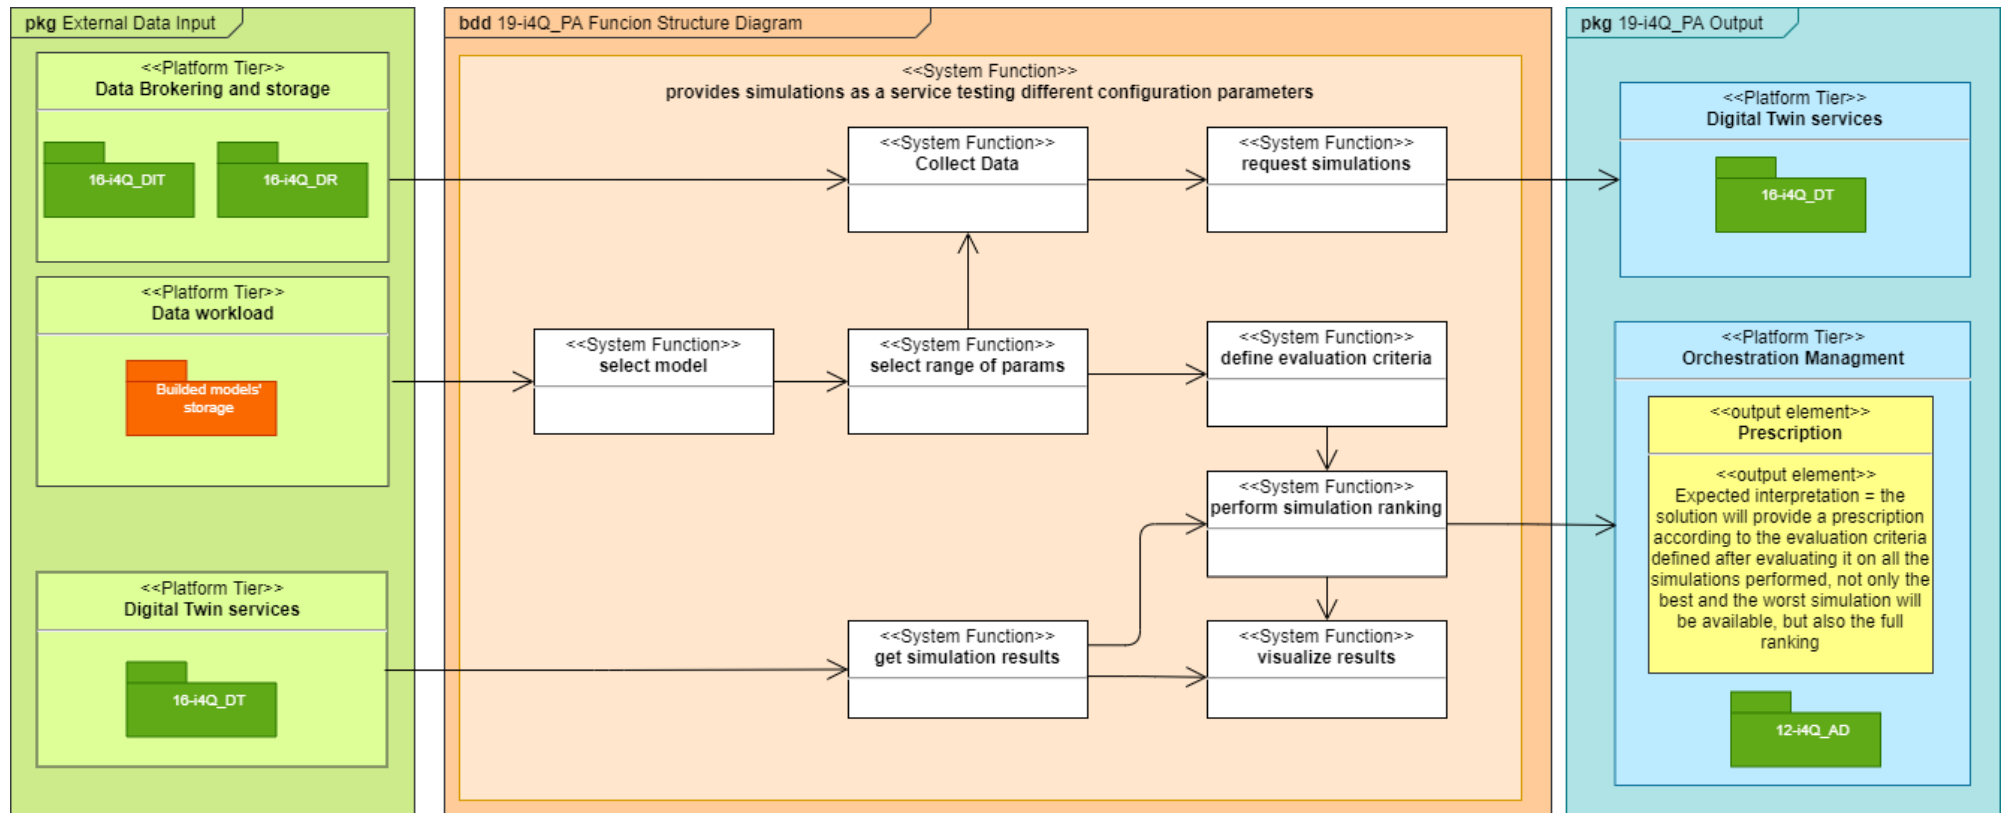 pkg External Data Input
<<Platform Tier>>
Data Brokering and storage
16-i4Q_DIT
16-i4Q_DR
<<Platform Tier>>
Data workload
Builded models'
storage
<<Platform Tier>>
Digital Twin services
16-i4Q_DT
bdd 19-i4Q_PA Funcion Structure Diagram
<<System Function>>
provides simulations as a service testing different configuration parameters
<<System Function>>
Collect Data
<<System Function>>
request simulations
<<System Function>>
select model
<<System Function>>
select range of params
<<System Function>>
define evaluation criteria
<<System Function>>
perform simulation ranking
<<System Function>>
get simulation results
<<System Function>>
visualize results
pkg 19-i4Q_PA Output
<<Platform Tier>>
Digital Twin services
16-i4Q_DT
<<Platform Tier>>
Orchestration Managment
<<output element>>
Prescription
<<output element>>
Expected interpretation = the
solution will provide a prescription
according to the evaluation criteria
defined after evaluating it on all the
simulations performed, not only the
best and the worst simulation will
be available, but also the full
ranking
12-i4Q_AD